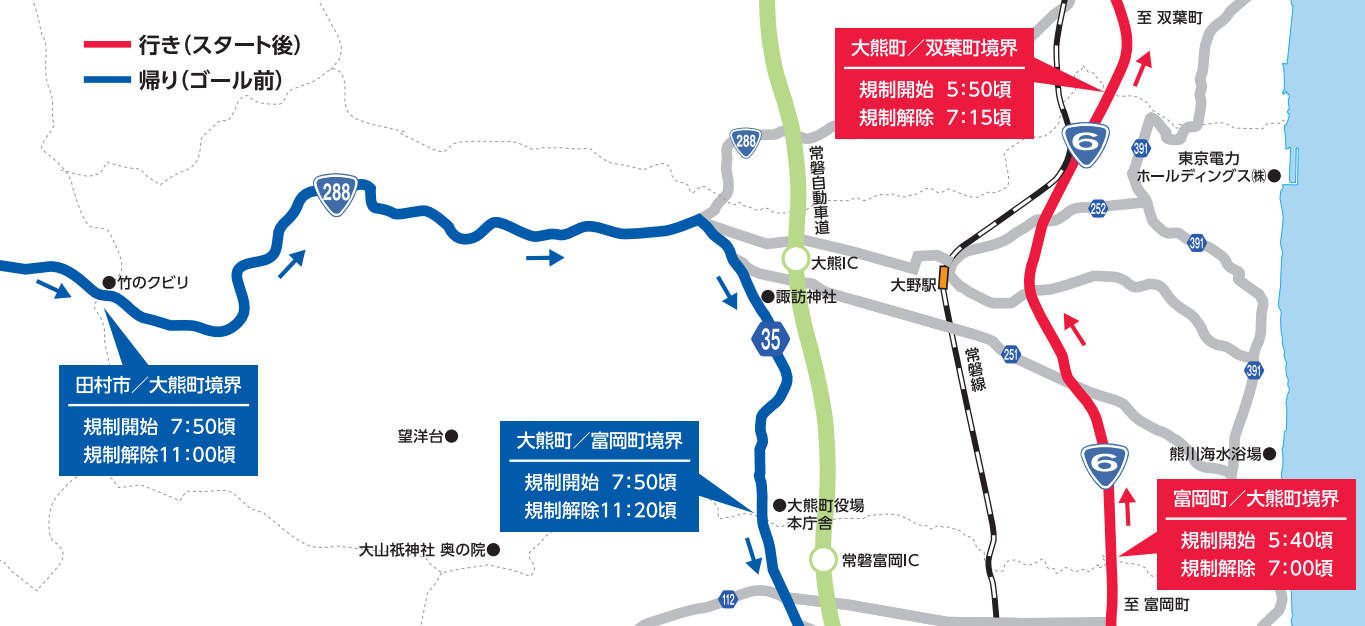 行き（スタート後）
帰り（ゴール前）
至 双葉町
大熊町／双葉町境界
規制開始 5：50頃
規制解除 7：15頃
6
288
常磐自動車道
391
東京電力
ホールディングス㈱
288
252
391
大熊IC
大野駅
竹のクビリ
諏訪神社
35
常磐線
251
391
田村市／大熊町境界
規制開始 7：50頃
規制解除11：00頃
望洋台
大熊町／富岡町境界
規制開始 7：50頃
規制解除11：20頃
6
熊川海水浴場
富岡町／大熊町境界
規制開始 5：40頃
規制解除 7：00頃
大熊町役場
本庁舎
大山祇神社 奥の院
常磐富岡IC
112
至 富岡町